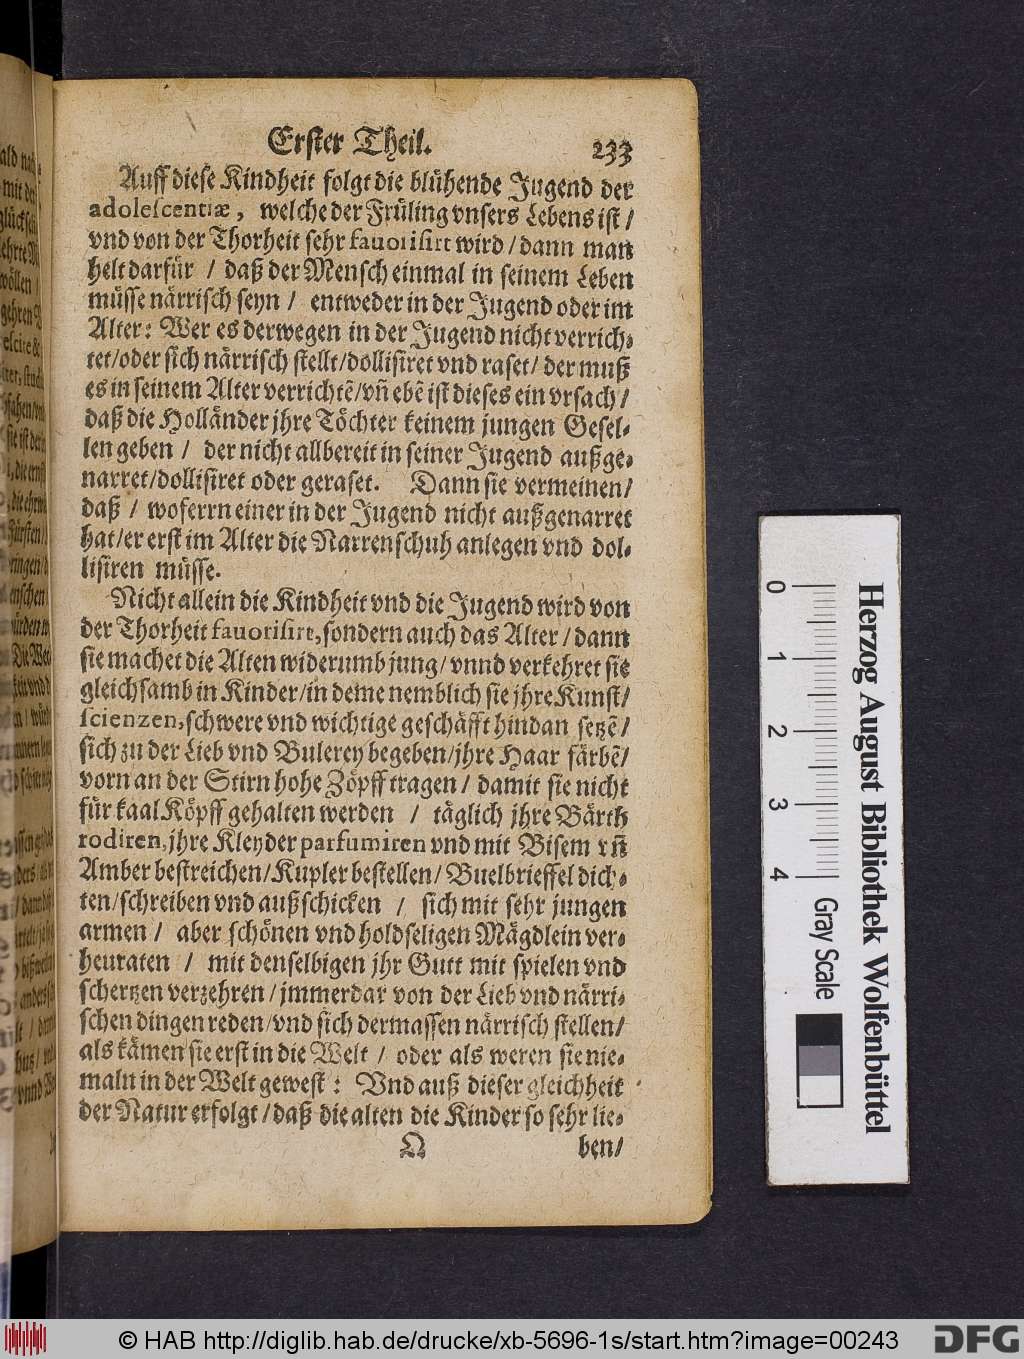 Erster Theil. 233
Auff diese Kindheit folgt die blühende Jugend der
adolescentiæ, welche der Früling vnsers Lebens ist /
vnd von der Thorheit sehr fauorisirt wird / dann man
helt darfür / daß der Mensch einmal in seinem Leben
müsse närrisch seyn / entweder in der Jugend oder im
Alter: Wer es derwegen in der Jugend nicht verrich-
tet/oder sich närrisch stellt/dollisiret vnd raset/ der muß
es in seinem Alter verrichtē/vñ ebē ist dieses ein vrsach/
daß die Holländer jhre Töchter keinem jungen Gesel-
len geben / der nicht allbereit in seiner Jugend außge-
narret/dollisiret oder geraset. Dann sie vermeinen/
daß / woferrn einer in der Jugend nicht außgenarret
hat/er erst im Alter die Narrenschuh anlegen vnd dol-
lisiren müsse.
Nicht allein die Kindheit vnd die Jugend wird von
der Thorheit fauorisirt, sondern auch das Alter / dann
sie machet die Alten widerumb jung/ vnnd verkehret sie
gleichsamb in Kinder/in deme nemblich sie jhre Kunst/
scienzen, schwere vnd wichtige geschäfft hindan setzē/
sich zu der Lieb vnd Bulerey begeben/jhre Haar färbē/
vorn an der Stirn hohe Zöpff tragen / damit sie nicht
für kaal Köpff gehalten werden / täglich jhre Bärth
rodiren, jhre Kleyder parfumiren vnd mit Bisem vñ
Amber bestreichen/Kupler bestellen/ Buelbrieffel dich-
ten/schreiben vnd außschicken / sich mit sehr jungen
armen / aber schönen vnd holdseligen Mägdlein ver-
heuraten / mit denselbigen jhr Gutt mit spielen vnd
schertzen verzehren / jmmerdar von der Lieb vnd närri-
schen dingen reden/vnd sich dermassen närrisch stellen/
als kämen sie erst in die Welt / oder als weren sie nie-
maln in der Welt gewest : Vnd auß dieser gleichheit
der Natur erfolgt / daß die alten die Kinder so sehr lie-
Q ben/
0 1 2 3 4
Gray Scale
Herzog August Bibliothek Wolfenbüttel
© HAB http://diglib.hab.de/drucke/xb-5696-1s/start.htm?image=00243
DFG